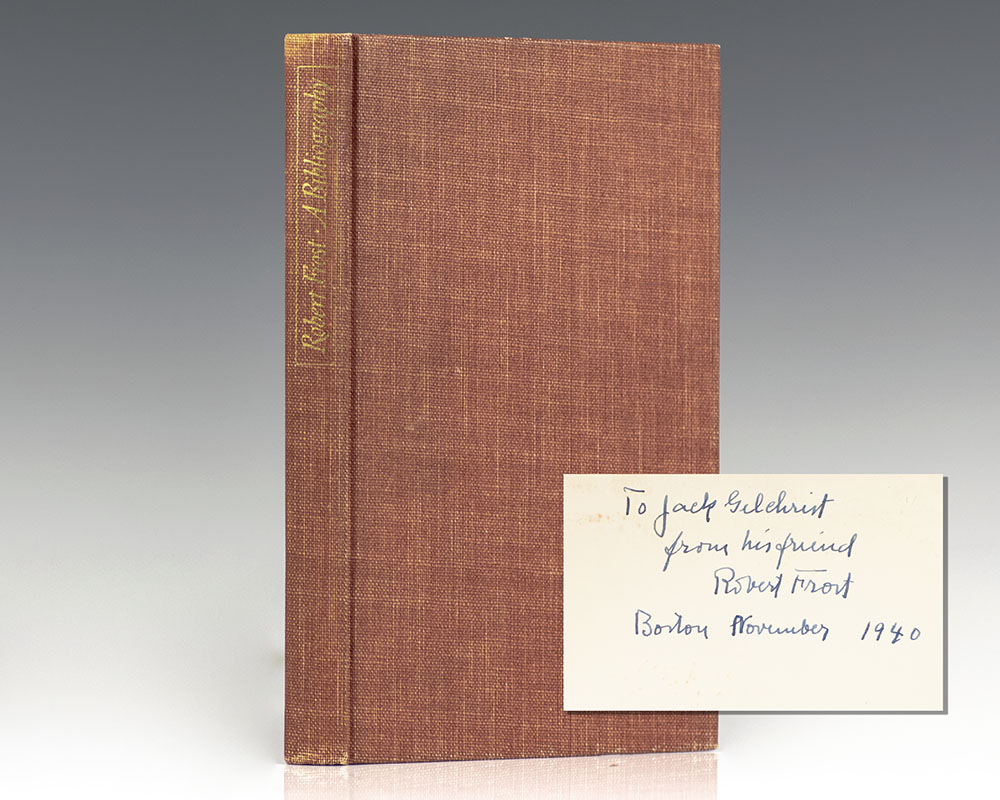 Robert Frost · A Bibliography
To Jack Gilchrist
from his friend
Robert Frost
Boston November 1940